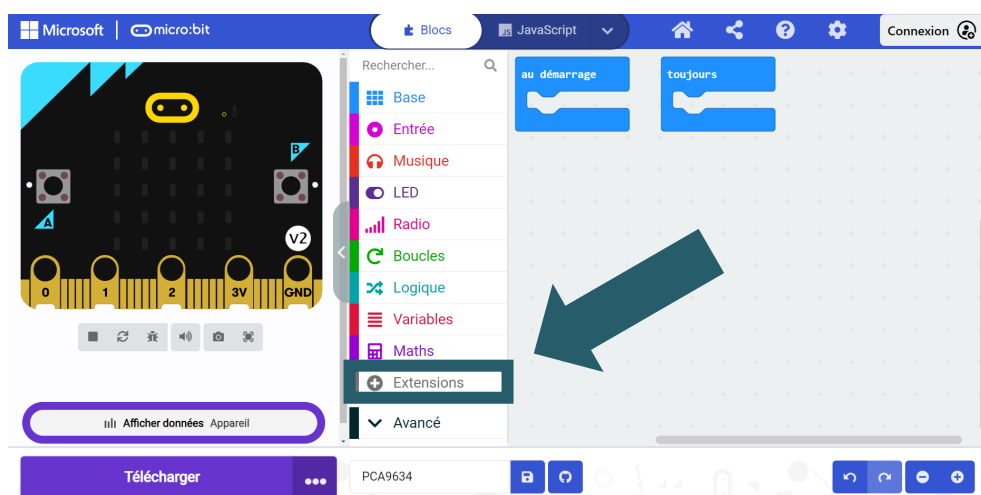 Microsoft micro:bit Blocs JavaScript Connexion
B
A
V2
0 1 2 3V GND
Afficher données Appareil
Télécharger
Rechercher...
Base
Entrée
Musique
LED
Radio
Boucles
Logique
Variables
Maths
Extensions
Avancé
au démarrage
toujours
PCA9634